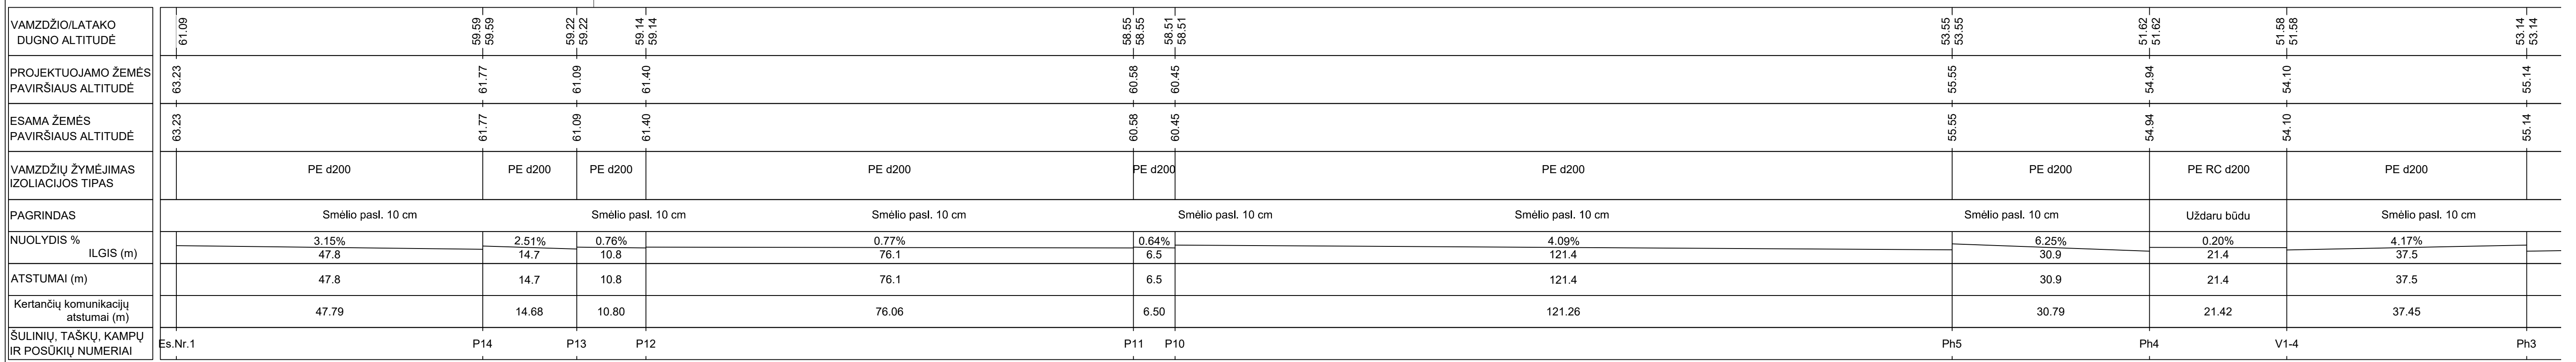 VAMZDŽIO/LATAKO
DUGNO ALTITUDĖ
61.09 59.59 59.59 59.22 59.22 59.14 59.14 58.55 58.55 58.51 58.51 53.55 53.55 51.62 51.62 51.58 51.58 53.14 53.14
PROJEKTUOJAMO ŽEMĖS
PAVIRŠIAUS ALTITUDĖ
63.23 61.77 61.09 61.40 60.58 60.45 55.55 54.94 54.10 55.14
ESAMA ŽEMĖS
PAVIRŠIAUS ALTITUDĖ
63.23 61.77 61.09 61.40 60.58 60.45 55.55 54.94 54.10 55.14
VAMZDŽIŲ ŽYMĖJIMAS
IZOLIACIJOS TIPAS
PE d200 PE d200 PE d200 PE d200 PE d200 PE d200 PE d200 PE RC d200 PE d200
PAGRINDAS
Smėlio pasl. 10 cm Smėlio pasl. 10 cm Smėlio pasl. 10 cm Smėlio pasl. 10 cm Smėlio pasl. 10 cm Smėlio pasl. 10 cm Uždaru būdu Smėlio pasl. 10 cm
NUOLYDIS %
3.15% 2.51% 0.76% 0.77% 0.64% 4.09% 6.25% 0.20% 4.17%
ILGIS (m)
47.8 14.7 10.8 76.1 6.5 121.4 30.9 21.4 37.5
ATSTUMAI (m)
47.8 14.7 10.8 76.1 6.5 121.4 30.9 21.4 37.5
Kertančių komunikacijų
atstumai (m)
47.79 14.68 10.80 76.06 6.50 121.26 30.79 21.42 37.45
ŠULINIŲ, TAŠKŲ, KAMPŲ
IR POSŪKIŲ NUMERIAI
Es.Nr.1 P14 P13 P12 P11 P10 Ph5 Ph4 V1-4 Ph3